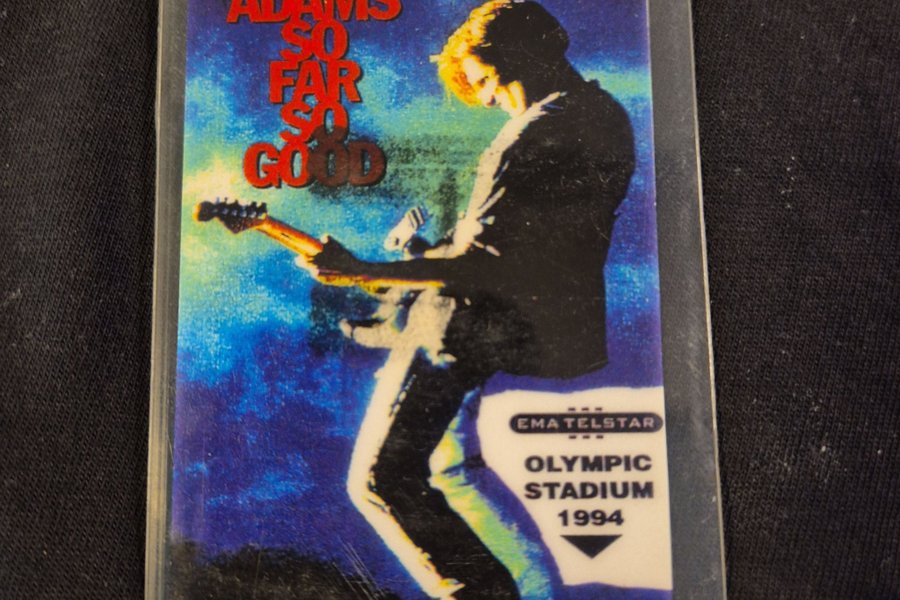 ADAMS
SO
FAR
SO
GOOD
EMA TELSTAR
OLYMPIC
STADIUM
1994